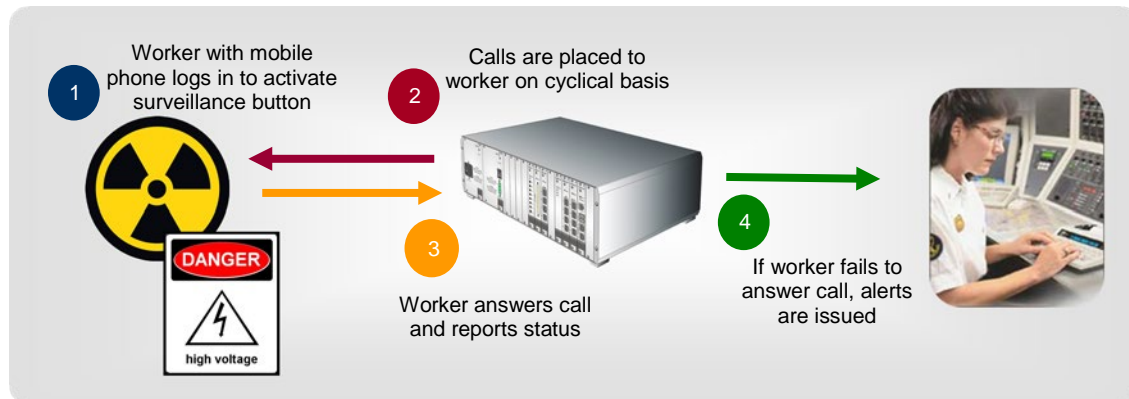 1
Worker with mobile
phone logs in to activate
surveillance button
2
Calls are placed to
worker on cyclical basis
3
Worker answers call
and reports status
4
If worker fails to
answer call, alerts
are issued
DANGER
high voltage